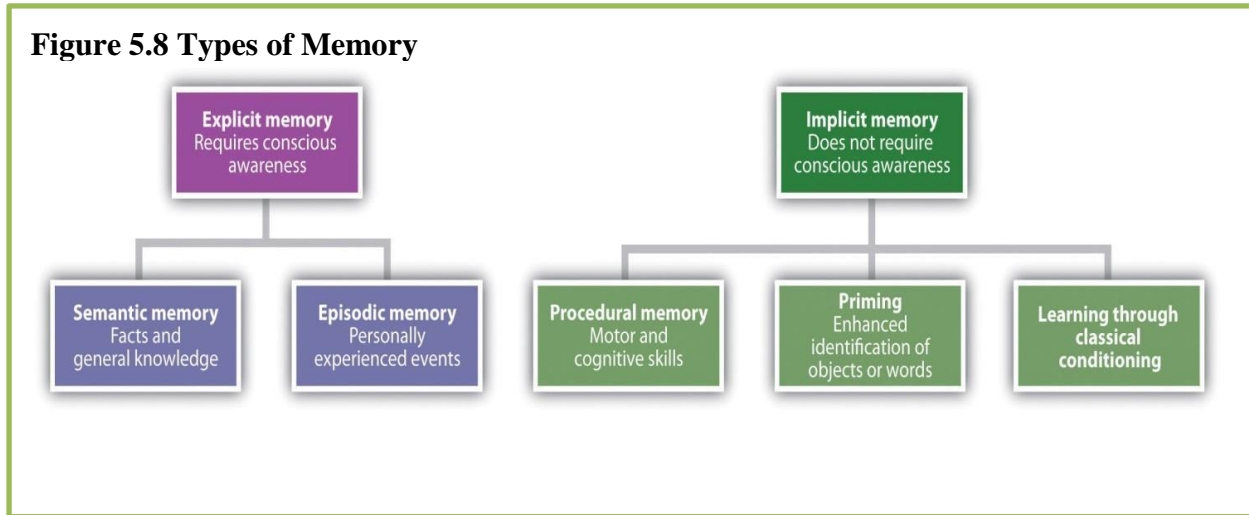 Figure 5.8 Types of Memory
Explicit memory
Requires conscious
awareness
Implicit memory
Does not require
conscious awareness
Semantic memory
Facts and
general knowledge
Episodic memory
Personally
experienced events
Procedural memory
Motor and
cognitive skills
Priming
Enhanced
identification of
objects or words
Learning through
classical
conditioning